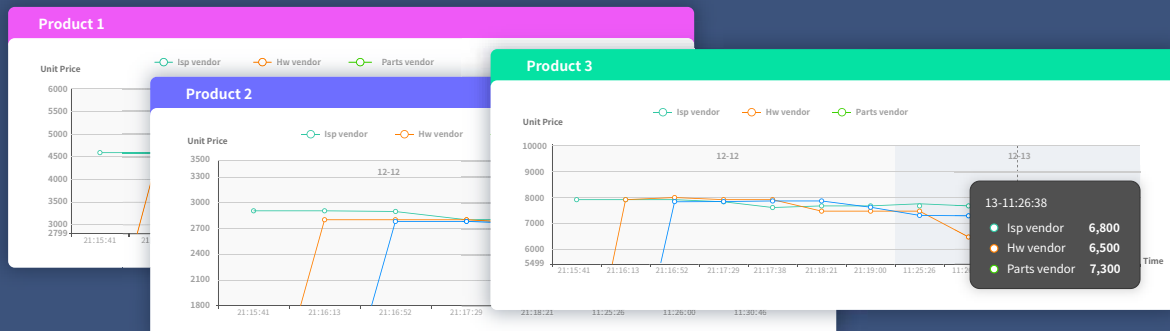 Product 1
Isp vendor Hw vendor Parts vendor
Unit Price
6000
5500
5000
4500
4000
3500
3000
2799
21:15:41 21
Product 2
Isp vendor Hw vendor
Unit Price
3500
12-12
3300
3000
2700
2400
2100
1800
21:15:41 21:16:13 21:16:52 21:17:29 21:18:21 11:25:26 11:26:00 11:30:46
Product 3
Isp vendor Hw vendor Parts vendor
Unit Price
10000
12-12 12-13
9000
8000
7000
6000
5499
21:15:41 21:16:13 21:16:52 21:17:29 21:17:38 21:18:21 21:19:00 11:25:26 11:2
Time
13-11:26:38
Isp vendor 6,800
Hw vendor 6,500
Parts vendor 7,300